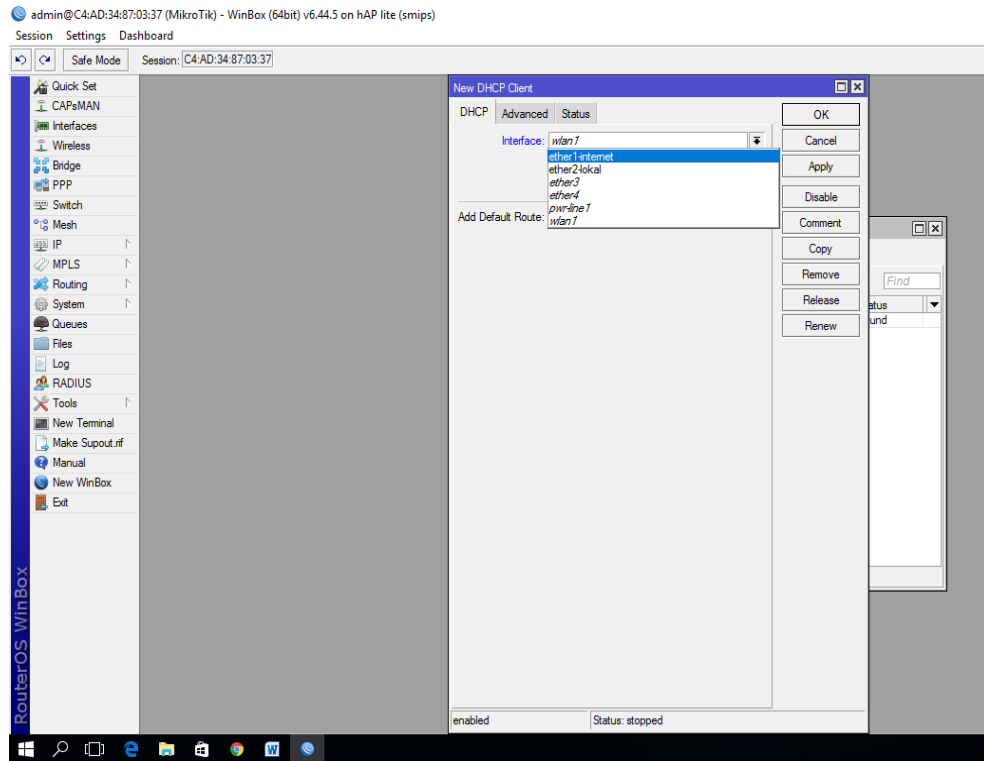 admin@C4:AD:34:87:03:37 (MikroTik) - WinBox (64bit) v6.44.5 on hAP lite (smips)
Session Settings Dashboard
Safe Mode Session: C4:AD:34:87:03:37
Quick Set
CAPsMAN
Interfaces
Wireless
Bridge
PPP
Switch
Mesh
IP
MPLS
Routing
System
Queues
Files
Log
RADIUS
Tools
New Terminal
Make Supout.rif
Manual
New WinBox
Exit
RouterOS WinBox
New DHCP Client
DHCP Advanced Status
Interface: wlan1
ether1-internet
ether2-lokal
ether3
ether4
pwr-line1
wlan1
Add Default Route:
OK
Cancel
Apply
Disable
Comment
Copy
Remove
Release
Renew
enabled Status: stopped
Find
atus
und